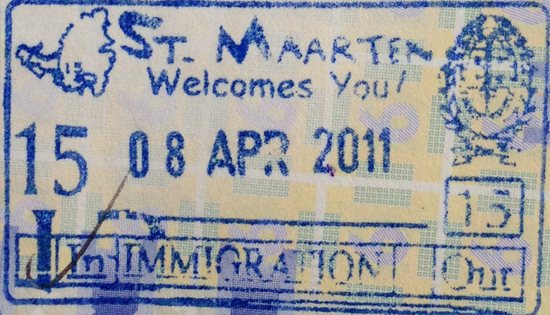 St. Maarten
Welcomes You!
15 08 APR 2011
15
In IMMIGRATION Out